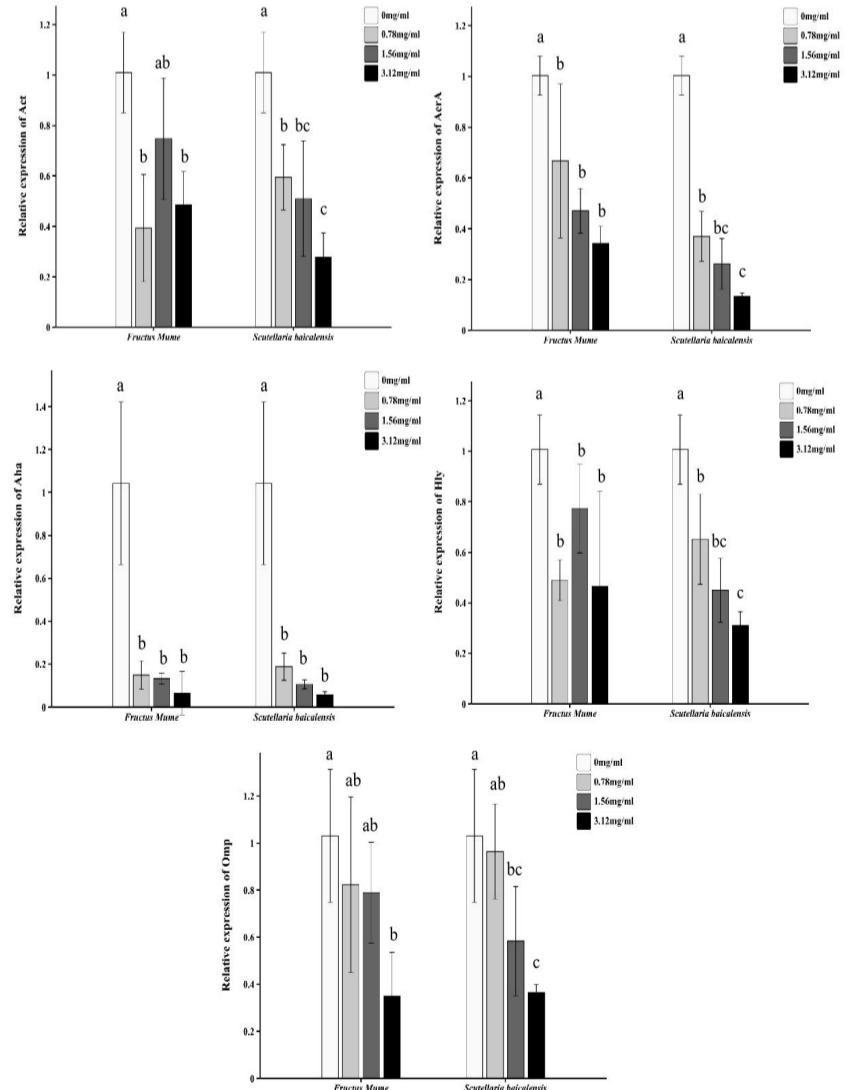 Relative expression of Act
1.2
1
0.8
0.6
0.4
0.2
0
a
b
ab
b
a
b
bc
c
0mg/ml
0.78mg/ml
1.56mg/ml
3.12mg/ml
Fructus Mume
Scutellaria baicalensis
Relative expression of AcrA
1.2
1
0.8
0.6
0.4
0.2
0
a
b
b
b
a
b
bc
c
0mg/ml
0.78mg/ml
1.56mg/ml
3.12mg/ml
Fructus Mume
Scutellaria baicalensis
Relative expression of Aha
1.4
1.2
1
0.8
0.6
0.4
0.2
0
a
b
b
b
a
b
b
b
0mg/ml
0.78mg/ml
1.56mg/ml
3.12mg/ml
Fructus Mume
Scutellaria baicalensis
Relative expression of Hly
1.2
1
0.8
0.6
0.4
0.2
0
a
b
b
b
a
b
bc
c
0mg/ml
0.78mg/ml
1.56mg/ml
3.12mg/ml
Fructus Mume
Scutellaria baicalensis
Relative expression of Omp
1.2
1
0.8
0.6
0.4
0.2
0
a
ab
ab
b
a
ab
bc
c
0mg/ml
0.78mg/ml
1.56mg/ml
3.12mg/ml
Fructus Mume
Scutellaria baicalensis